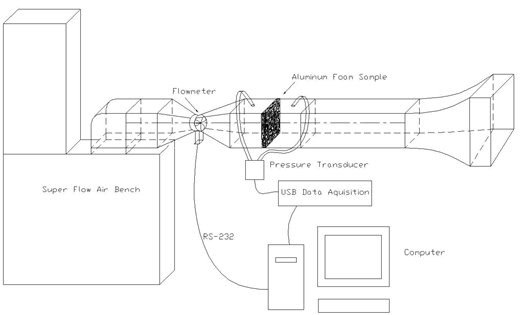 Aluminum Foam Sample
Flowmeter
Pressure Transducer
Super Flow Air Bench
USB Data Aquisition
RS-232
Computer